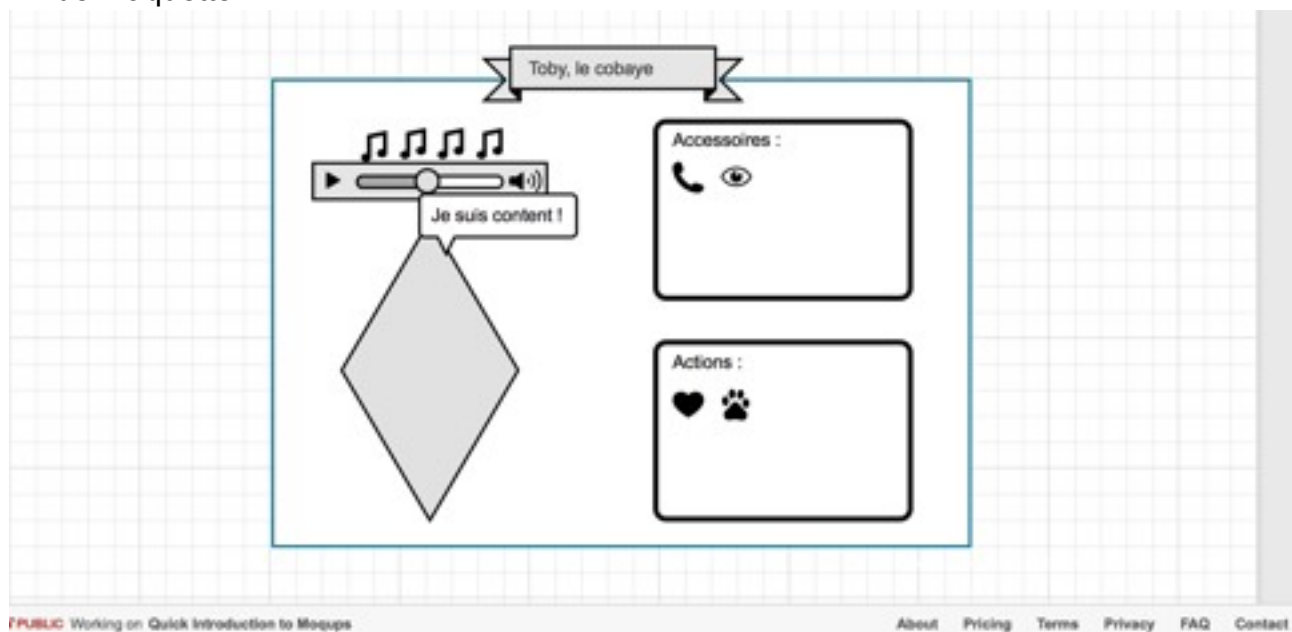 Toby, le cobaye
Accessoires :
Je suis content !
Actions :
PUBLIC Working on Quick Introduction to Moqups
About Pricing Terms Privacy FAQ Contact